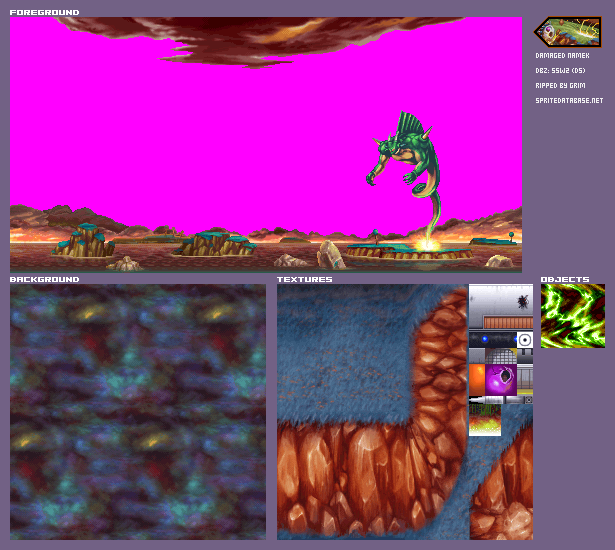 FOREGROUND
DAMAGED NAMEK
DBZ: SSW2 (DS)
RIPPED BY GRIM
SPRITEDATABASE.NET
BACKGROUND
TEXTURES
OBJECTS